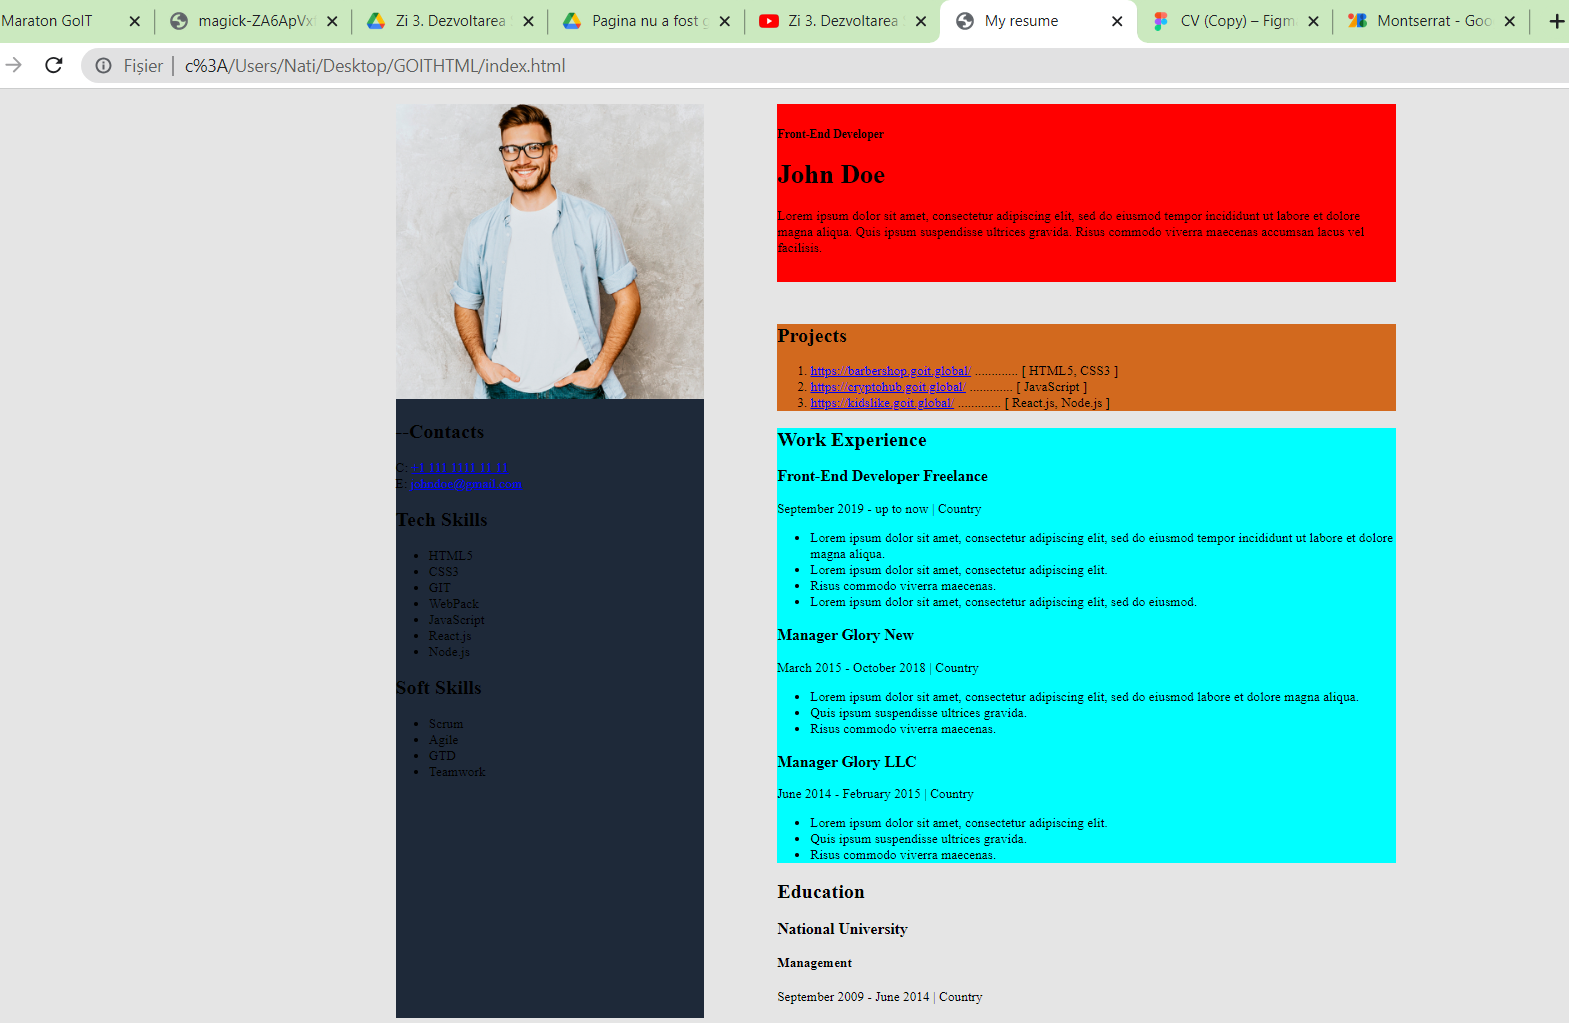 Maraton GoIT
magick-ZA6ApVx
Zi 3. Dezvoltarea
Pagina nu a fost g
Zi 3. Dezvoltarea
My resume
CV (Copy) – Figm
Montserrat - Goo
Fișier | c%3A/Users/Nati/Desktop/GOITHTML/index.html
--Contacts
C: +1 111 1111 11 11
E: johndoe@gmail.com
Tech Skills
HTML5
CSS3
GIT
WebPack
JavaScript
React.js
Node.js
Soft Skills
Scrum
Agile
GTD
Teamwork
Front-End Developer
John Doe
Lorem ipsum dolor sit amet, consectetur adipiscing elit, sed do eiusmod tempor incididunt ut labore et dolore
magna aliqua. Quis ipsum suspendisse ultrices gravida. Risus commodo viverra maecenas accumsan lacus vel
facilisis.
Projects
1. https://barbershop.goit.global/ ............. [ HTML5, CSS3 ]
2. https://cryptohub.goit.global/ ............. [ JavaScript ]
3. https://kidslike.goit.global/ ............. [ React.js, Node.js ]
Work Experience
Front-End Developer Freelance
September 2019 - up to now | Country
Lorem ipsum dolor sit amet, consectetur adipiscing elit, sed do eiusmod tempor incididunt ut labore et dolore
magna aliqua.
Lorem ipsum dolor sit amet, consectetur adipiscing elit.
Risus commodo viverra maecenas.
Lorem ipsum dolor sit amet, consectetur adipiscing elit, sed do eiusmod.
Manager Glory New
March 2015 - October 2018 | Country
Lorem ipsum dolor sit amet, consectetur adipiscing elit, sed do eiusmod labore et dolore magna aliqua.
Quis ipsum suspendisse ultrices gravida.
Risus commodo viverra maecenas.
Manager Glory LLC
June 2014 - February 2015 | Country
Lorem ipsum dolor sit amet, consectetur adipiscing elit.
Quis ipsum suspendisse ultrices gravida.
Risus commodo viverra maecenas.
Education
National University
Management
September 2009 - June 2014 | Country